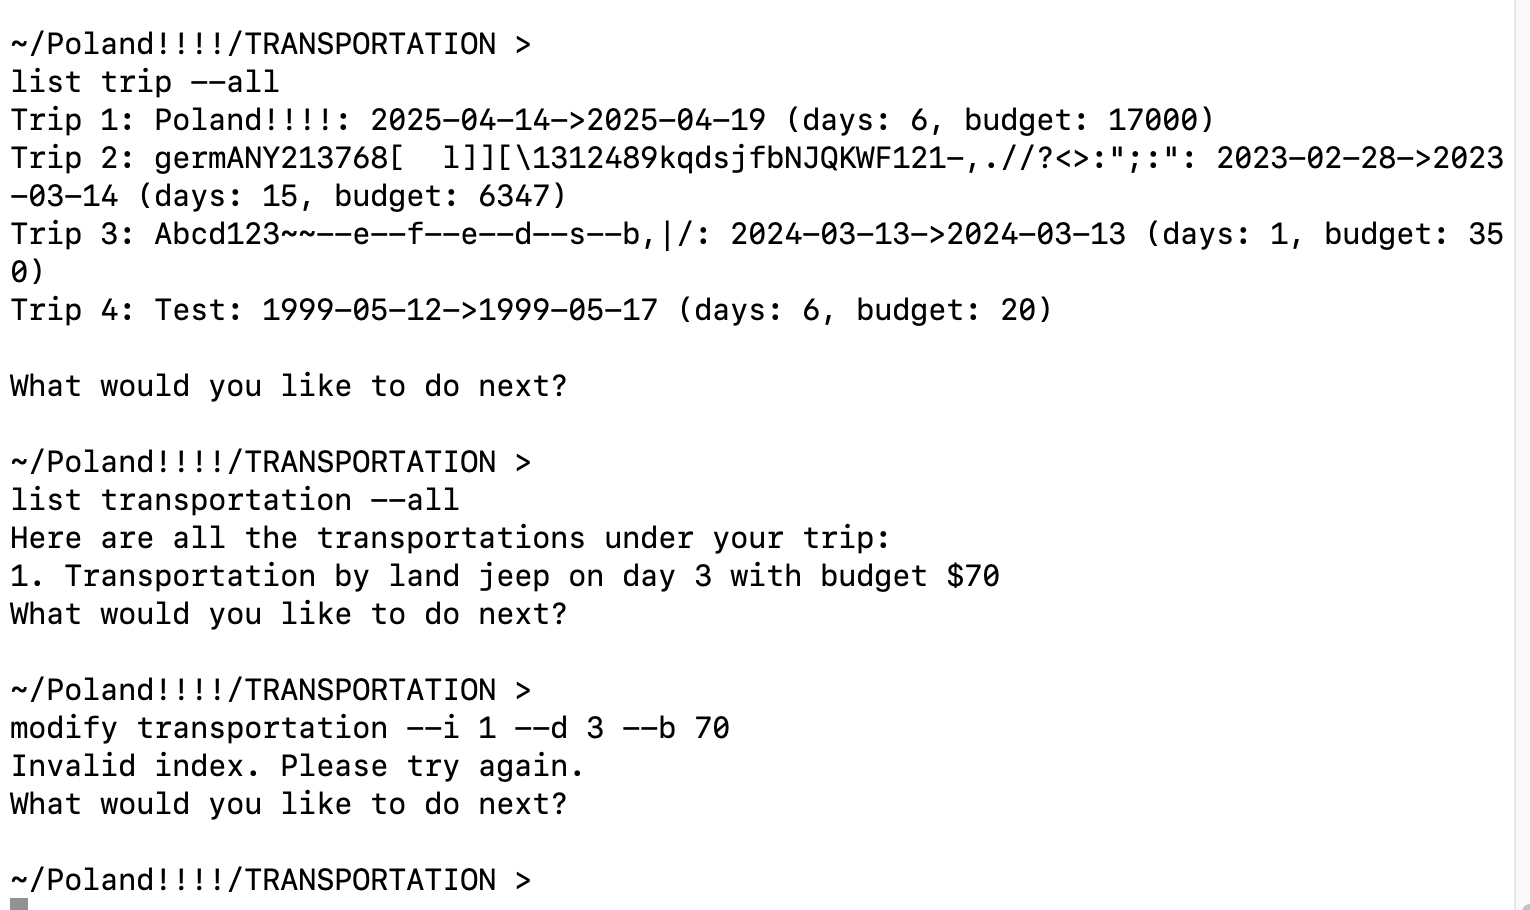 ~/Poland!!!!/TRANSPORTATION >
list trip --all
Trip 1: Poland!!!!: 2025-04-14->2025-04-19 (days: 6, budget: 17000)
Trip 2: germANY213768[  l]][\1312489kqdsjfbNJQKWF121-,.//?<>:";:": 2023-02-28->2023
-03-14 (days: 15, budget: 6347)
Trip 3: Abcd123~~--e--f--e--d--s--b,|/: 2024-03-13->2024-03-13 (days: 1, budget: 35
0)
Trip 4: Test: 1999-05-12->1999-05-17 (days: 6, budget: 20)
What would you like to do next?
~/Poland!!!!/TRANSPORTATION >
list transportation --all
Here are all the transportations under your trip:
1. Transportation by land jeep on day 3 with budget $70
What would you like to do next?
~/Poland!!!!/TRANSPORTATION >
modify transportation --i 1 --d 3 --b 70
Invalid index. Please try again.
What would you like to do next?
~/Poland!!!!/TRANSPORTATION >